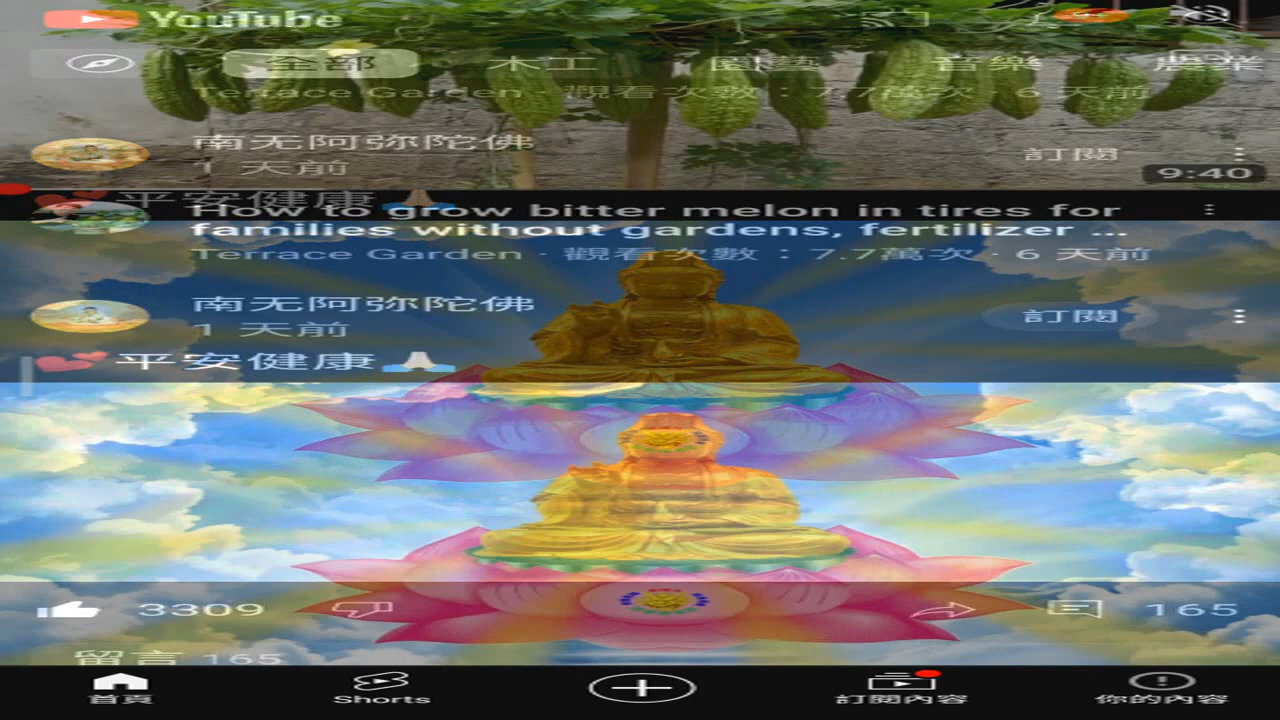 YouTube
全部 木工 園藝 音樂 農業
Terrace Garden · 觀看次數：7.7萬次 · 6 天前
南无阿弥陀佛
訂閱
1 天前
9:40
平安健康
How to grow bitter melon in tires for
families without gardens, fertilizer ...
Terrace Garden · 觀看次數：7.7萬次 · 6 天前
南无阿弥陀佛
訂閱
1 天前
平安健康
3309 165
留言 165
首頁 Shorts 訂閱內容 你的內容